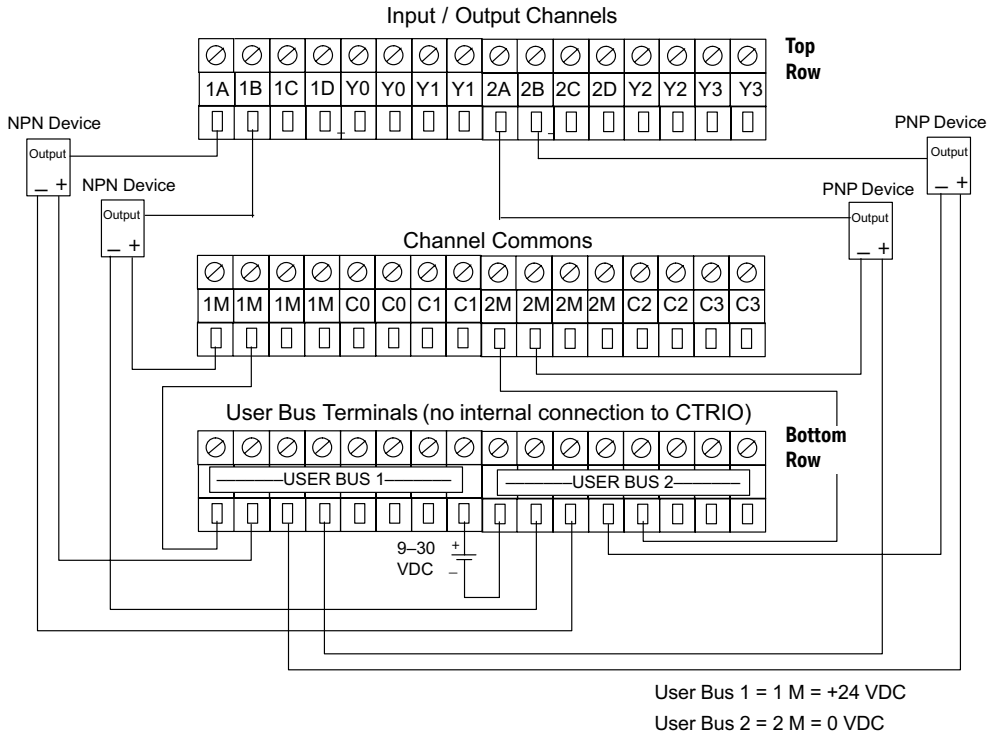 Input / Output Channels
Top
Row
1A 1B 1C 1D Y0 Y0 Y1 Y1 2A 2B 2C 2D Y2 Y2 Y3 Y3
NPN Device
Output
– +
NPN Device
Output
– +
PNP Device
Output
– +
PNP Device
Output
– +
Channel Commons
1M 1M 1M 1M C0 C0 C1 C1 2M 2M 2M 2M C2 C2 C3 C3
User Bus Terminals (no internal connection to CTRIO)
Bottom
Row
USER BUS 1
USER BUS 2
9–30
VDC
+
–
User Bus 1 = 1 M = +24 VDC
User Bus 2 = 2 M = 0 VDC